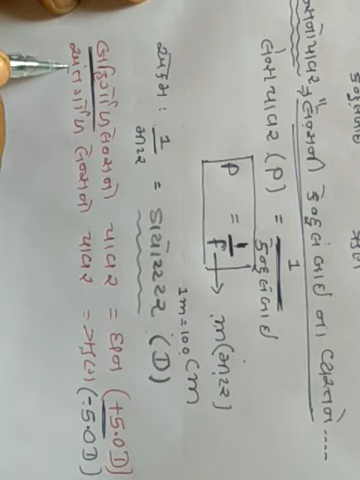 લેન્સનો પાવર → લેન્સની કેન્દ્રલંબાઈ ના વ્યસ્તને ....
લેન્સપાવર (P) = 1 / કેન્દ્રલંબાઈ
P = 1 / f → m (મીટર)
1m = 100 cm
એકમ : 1 / મીટર = ડાયોપ્ટર (D)
બહિર્ગોળ લેન્સનો પાવર = ધન (+5.0D)
અંતર્ગોળ લેન્સનો પાવર = ઋણ (-5.0D)